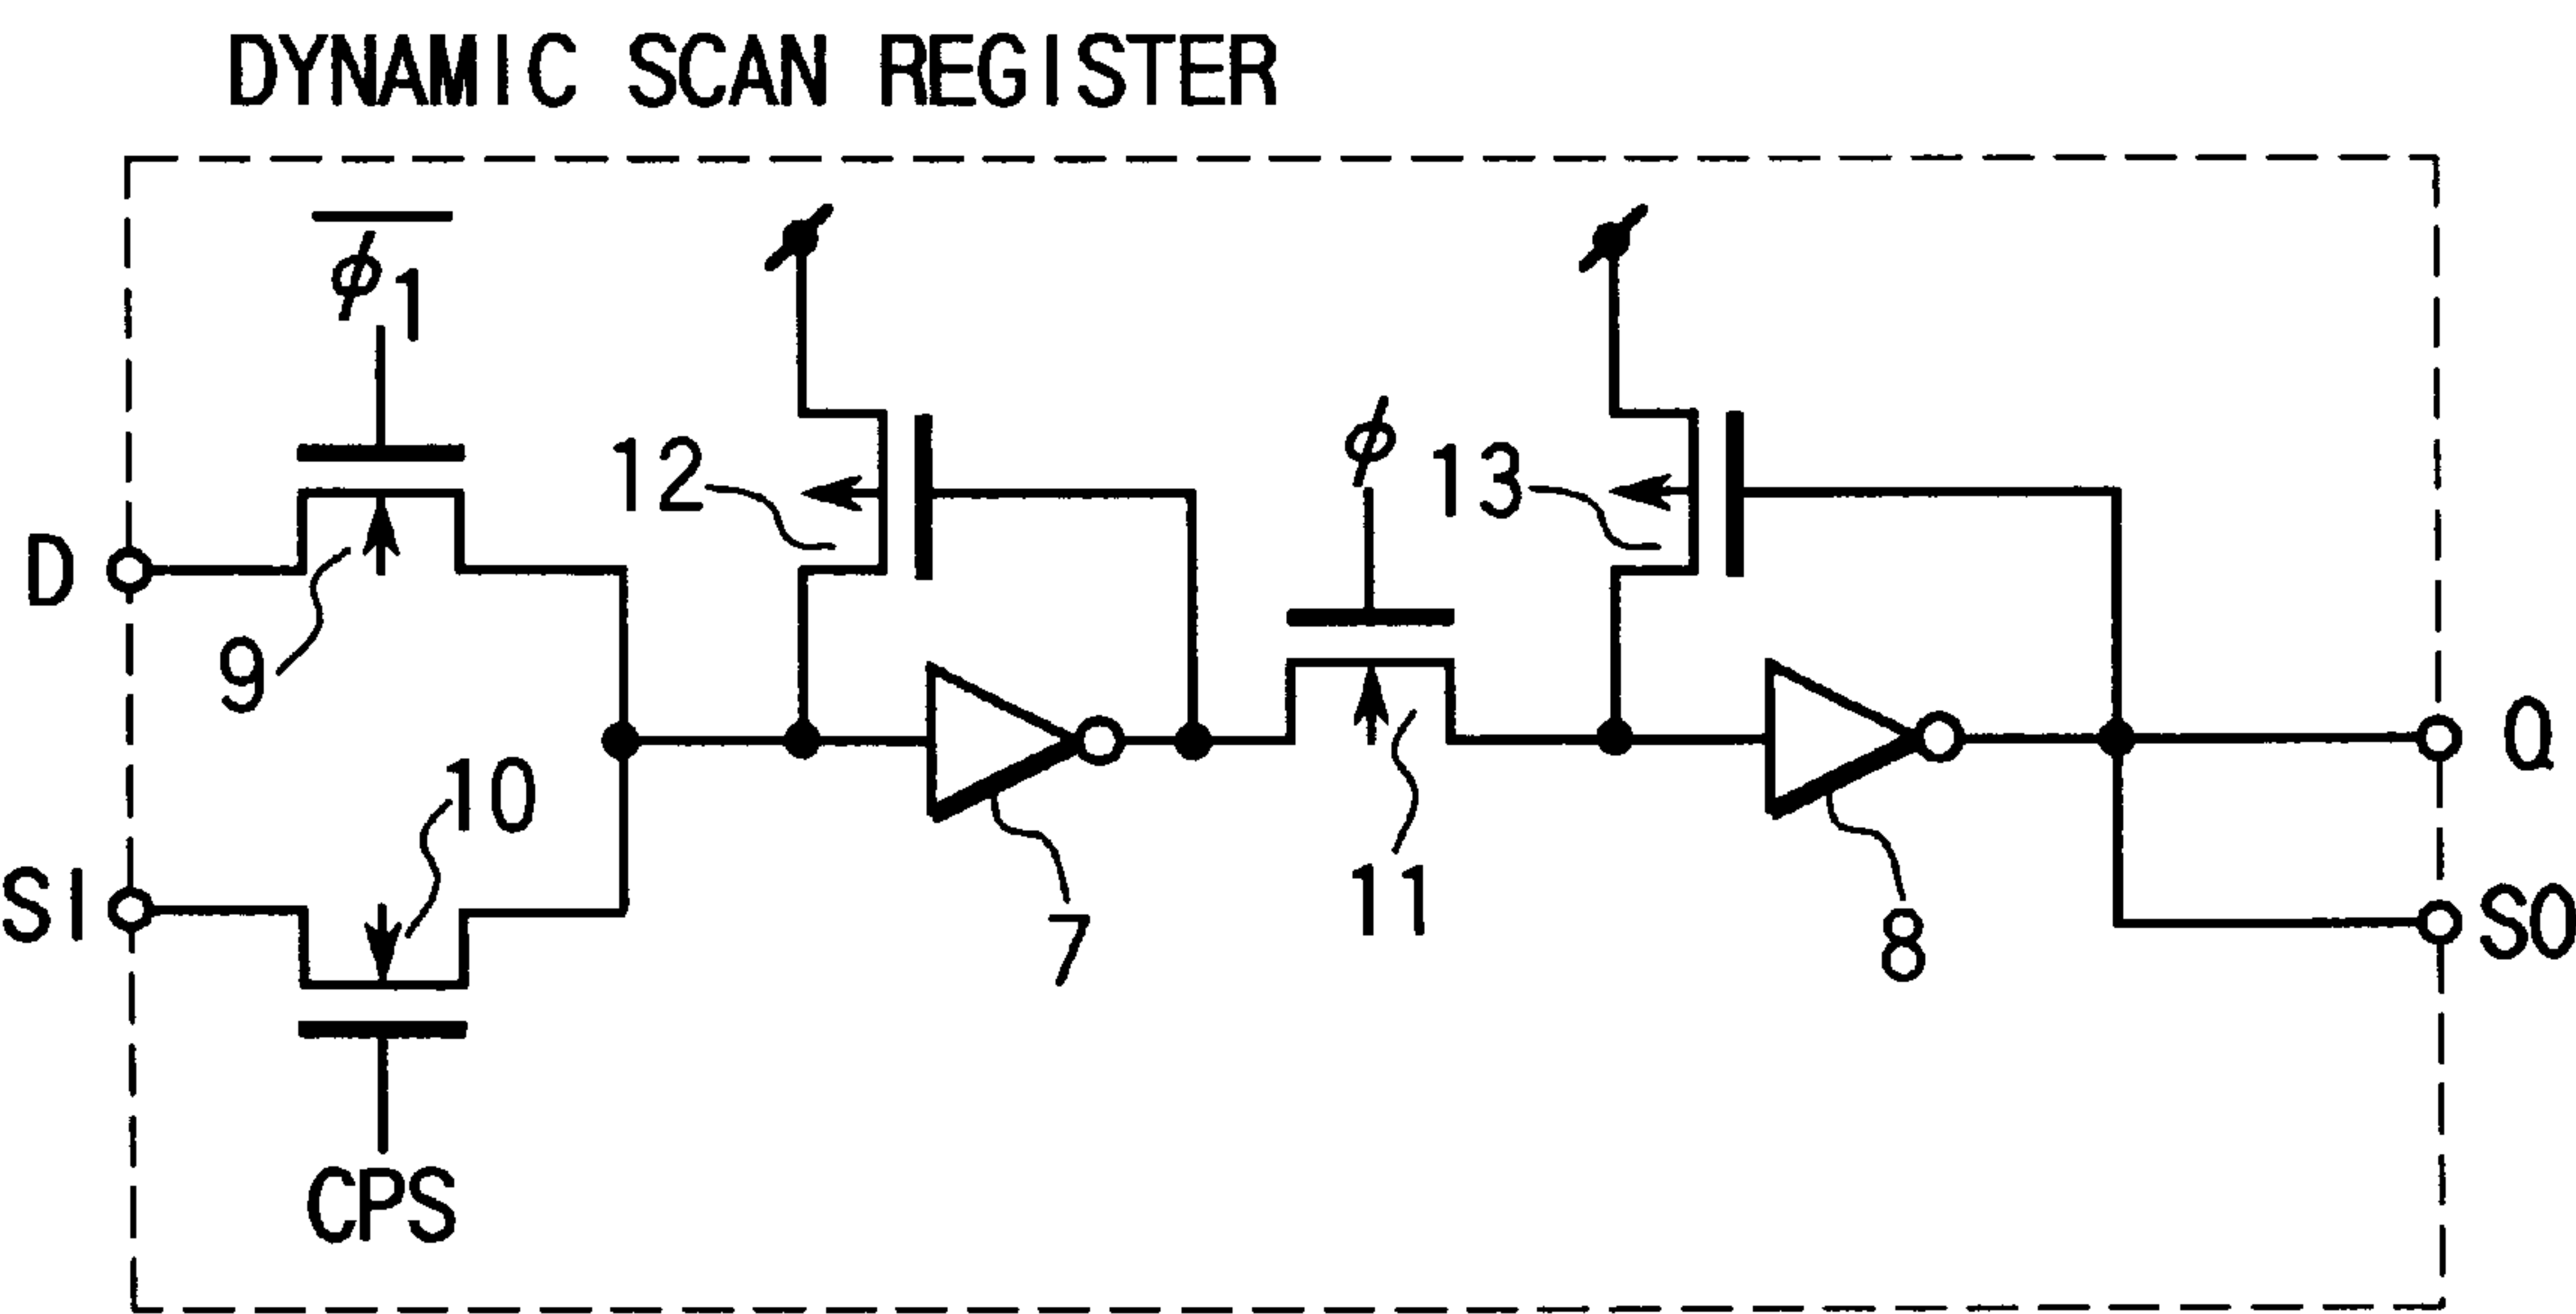 DYNAMIC SCAN REGISTER
ϕ̅1
12
ϕ
13
D
9
10
Q
SI
7
11
8
SO
CPS